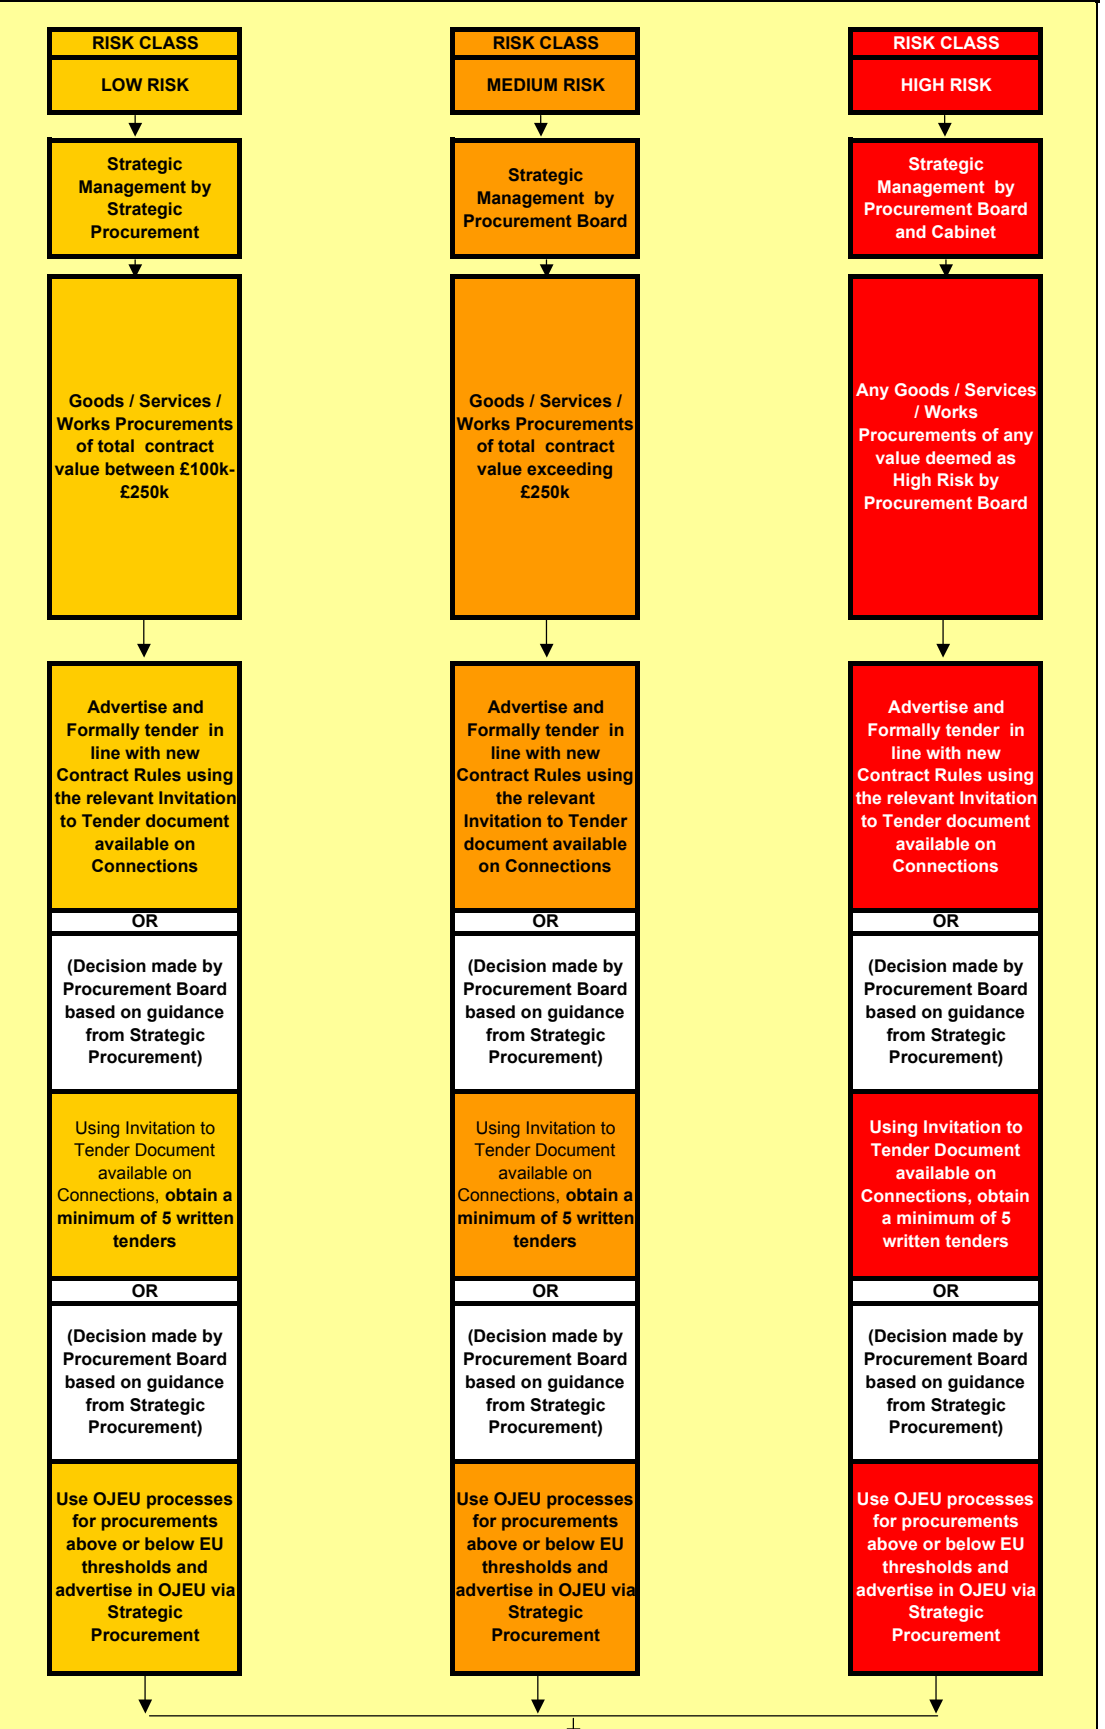 RISK CLASS
LOW RISK
Strategic
Management by
Strategic
Procurement
Goods / Services /
Works Procurements
of total contract
value between £100k-
£250k
Advertise and
Formally tender in
line with new
Contract Rules using
the relevant Invitation
to Tender document
available on
Connections
OR
(Decision made by
Procurement Board
based on guidance
from Strategic
Procurement)
Using Invitation to
Tender Document
available on
Connections, obtain a
minimum of 5 written
tenders
OR
(Decision made by
Procurement Board
based on guidance
from Strategic
Procurement)
Use OJEU processes
for procurements
above or below EU
thresholds and
advertise in OJEU via
Strategic
Procurement
RISK CLASS
MEDIUM RISK
Strategic
Management by
Procurement Board
Goods / Services /
Works Procurements
of total contract
value exceeding
£250k
Advertise and
Formally tender in
line with new
Contract Rules using
the relevant
Invitation to Tender
document available
on Connections
OR
(Decision made by
Procurement Board
based on guidance
from Strategic
Procurement)
Using Invitation to
Tender Document
available on
Connections, obtain a
minimum of 5 written
tenders
OR
(Decision made by
Procurement Board
based on guidance
from Strategic
Procurement)
Use OJEU processes
for procurements
above or below EU
thresholds and
advertise in OJEU via
Strategic
Procurement
RISK CLASS
HIGH RISK
Strategic
Management by
Procurement Board
and Cabinet
Any Goods / Services
/ Works
Procurements of any
value deemed as
High Risk by
Procurement Board
Advertise and
Formally tender in
line with new
Contract Rules using
the relevant Invitation
to Tender document
available on
Connections
OR
(Decision made by
Procurement Board
based on guidance
from Strategic
Procurement)
Using Invitation to
Tender Document
available on
Connections, obtain
a minimum of 5
written tenders
OR
(Decision made by
Procurement Board
based on guidance
from Strategic
Procurement)
Use OJEU processes
for procurements
above or below EU
thresholds and
advertise in OJEU via
Strategic
Procurement